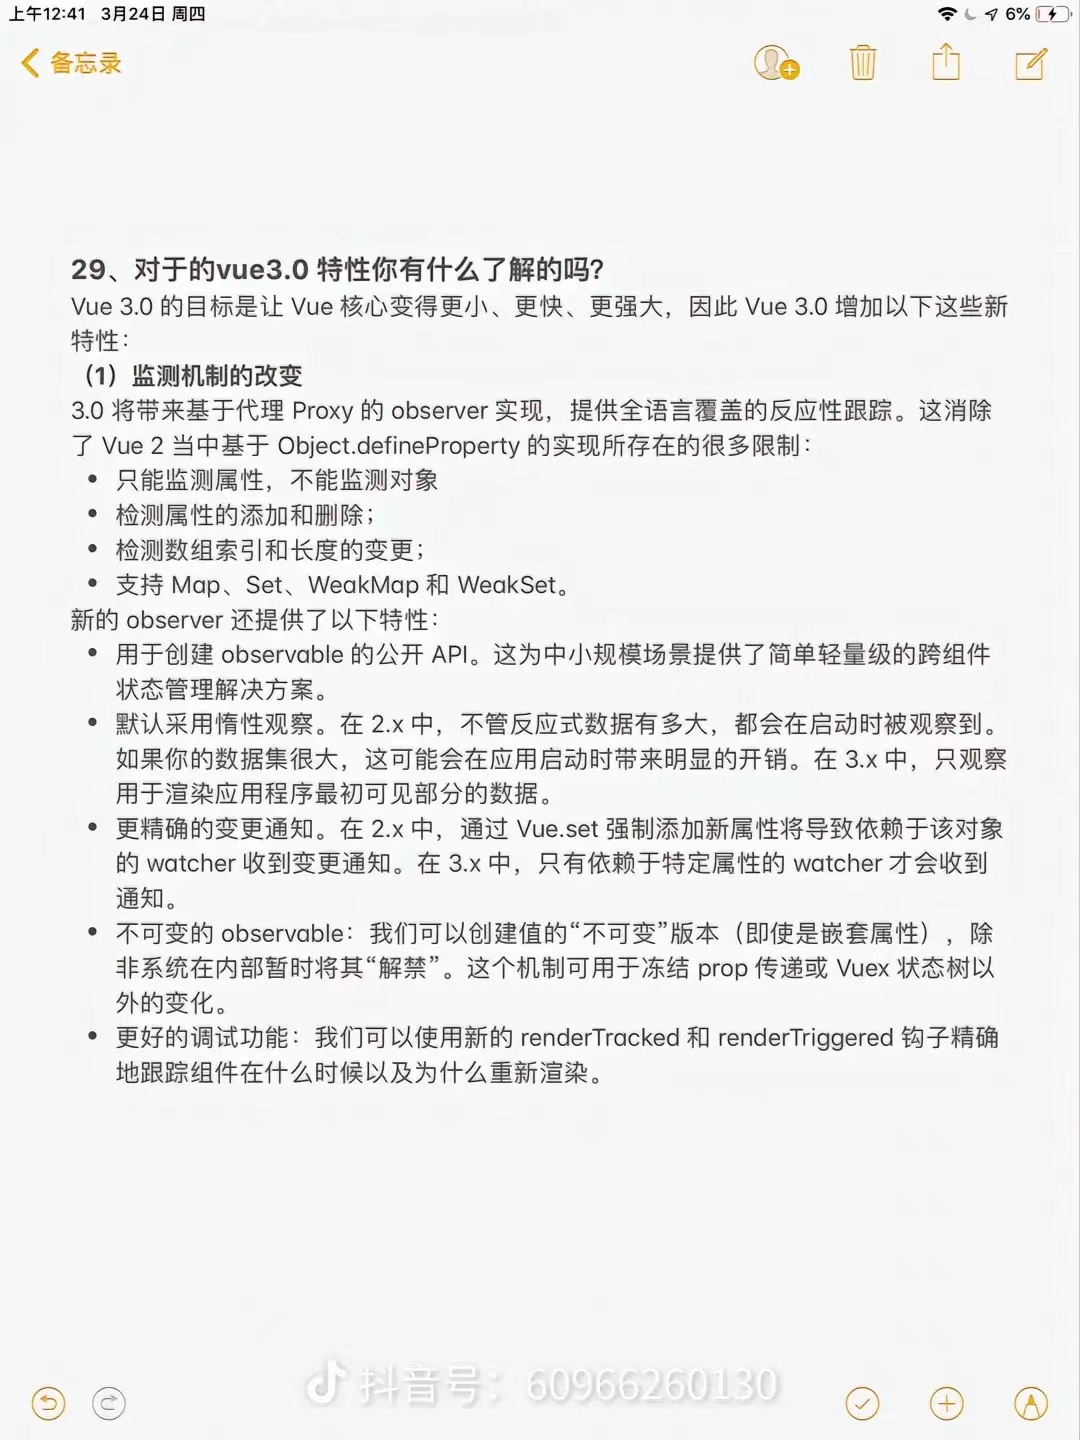 上午12:41 3月24日 周四
6%
备忘录
29、对于的vue3.0 特性你有什么了解的吗？
Vue 3.0 的目标是让 Vue 核心变得更小、更快、更强大，因此 Vue 3.0 增加以下这些新
特性：
（1）监测机制的改变
3.0 将带来基于代理 Proxy 的 observer 实现，提供全语言覆盖的反应性跟踪。这消除
了 Vue 2 当中基于 Object.defineProperty 的实现所存在的很多限制：
• 只能监测属性，不能监测对象
• 检测属性的添加和删除；
• 检测数组索引和长度的变更；
• 支持 Map、Set、WeakMap 和 WeakSet。
新的 observer 还提供了以下特性：
• 用于创建 observable 的公开 API。这为中小规模场景提供了简单轻量级的跨组件
状态管理解决方案。
• 默认采用惰性观察。在 2.x 中，不管反应式数据有多大，都会在启动时被观察到。
如果你的数据集很大，这可能会在应用启动时带来明显的开销。在 3.x 中，只观察
用于渲染应用程序最初可见部分的数据。
• 更精确的变更通知。在 2.x 中，通过 Vue.set 强制添加新属性将导致依赖于该对象
的 watcher 收到变更通知。在 3.x 中，只有依赖于特定属性的 watcher 才会收到
通知。
• 不可变的 observable：我们可以创建值的“不可变”版本（即使是嵌套属性），除
非系统在内部暂时将其“解禁”。这个机制可用于冻结 prop 传递或 Vuex 状态树以
外的变化。
• 更好的调试功能：我们可以使用新的 renderTracked 和 renderTriggered 钩子精确
地跟踪组件在什么时候以及为什么重新渲染。
抖音号：60966260130